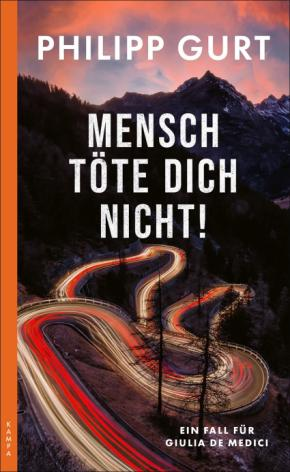 PHILIPP GURT
MENSCH
TÖTE DICH
NICHT!
EIN FALL FÜR
GIULIA DE MEDICI
KAMPA